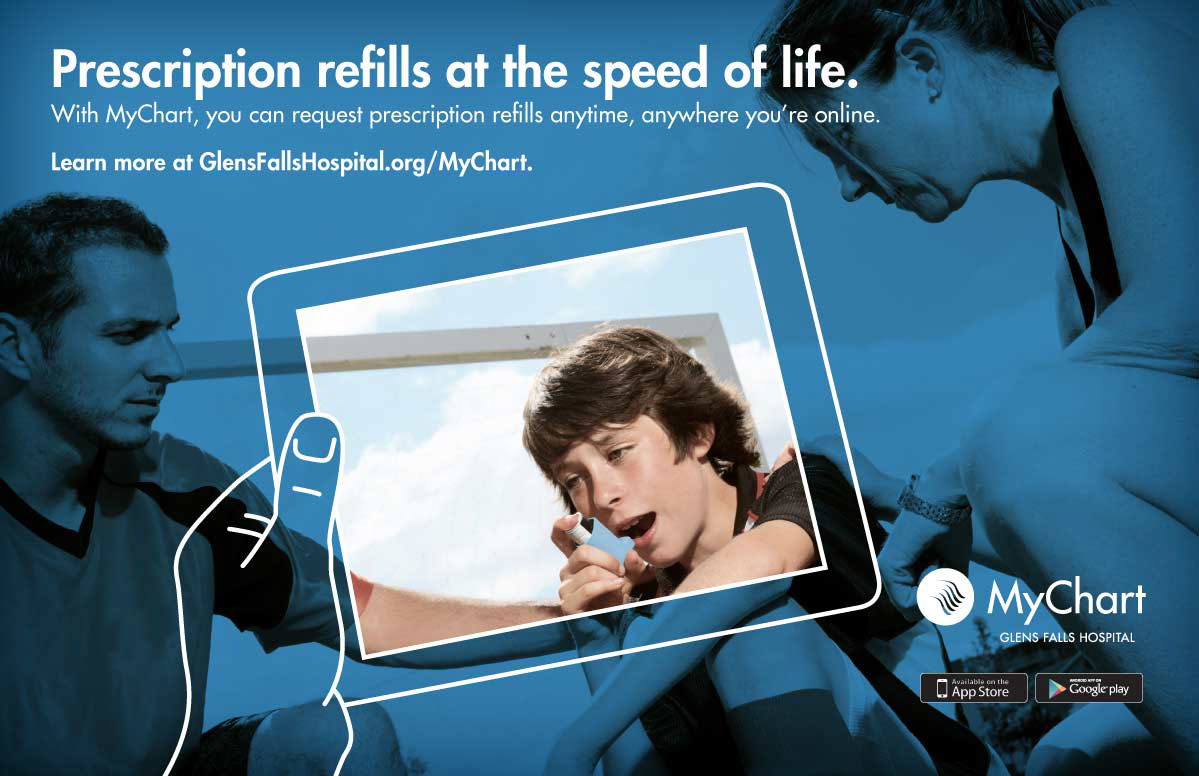 Prescription refills at the speed of life.
With MyChart, you can request prescription refills anytime, anywhere you're online.
Learn more at GlensFallsHospital.org/MyChart.
MyChart
GLENS FALLS HOSPITAL
Available on the
App Store
ANDROID APP ON
Google play